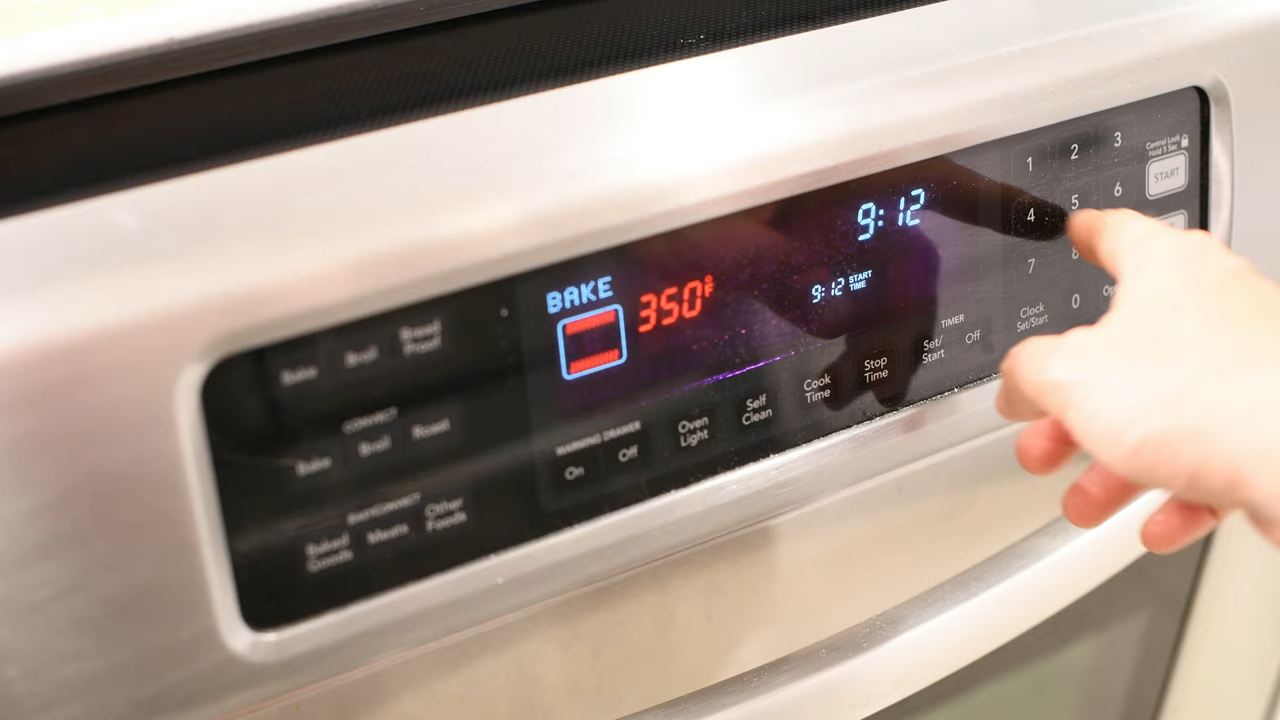 BAKE
350°F
9:12
9:12 START TIME
Bake
Broil
Bread Proof
CONVECT
Bake
Broil
Roast
EASYCONVECT
Baked Goods
Meats
Other Foods
WARMING DRAWER
On
Off
Oven Light
Self Clean
Cook Time
Stop Time
TIMER
Set/ Start
Off
Clock Set/Start
1 2 3
4 5 6
7 8
0
Control Lock
Hold 3 Sec
START